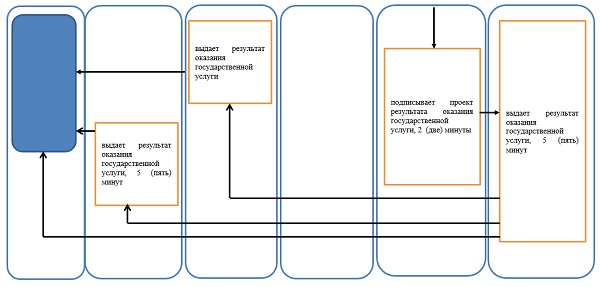 выдает результат
оказания
государственной
услуги
выдает результат
оказания
государственной
услуги, 5 (пять)
минут
подписывает проект
результата оказания
государственной
услуги, 2 (две) минуты
выдает результат
оказания
государственной
услуги, 5 (пять)
минут